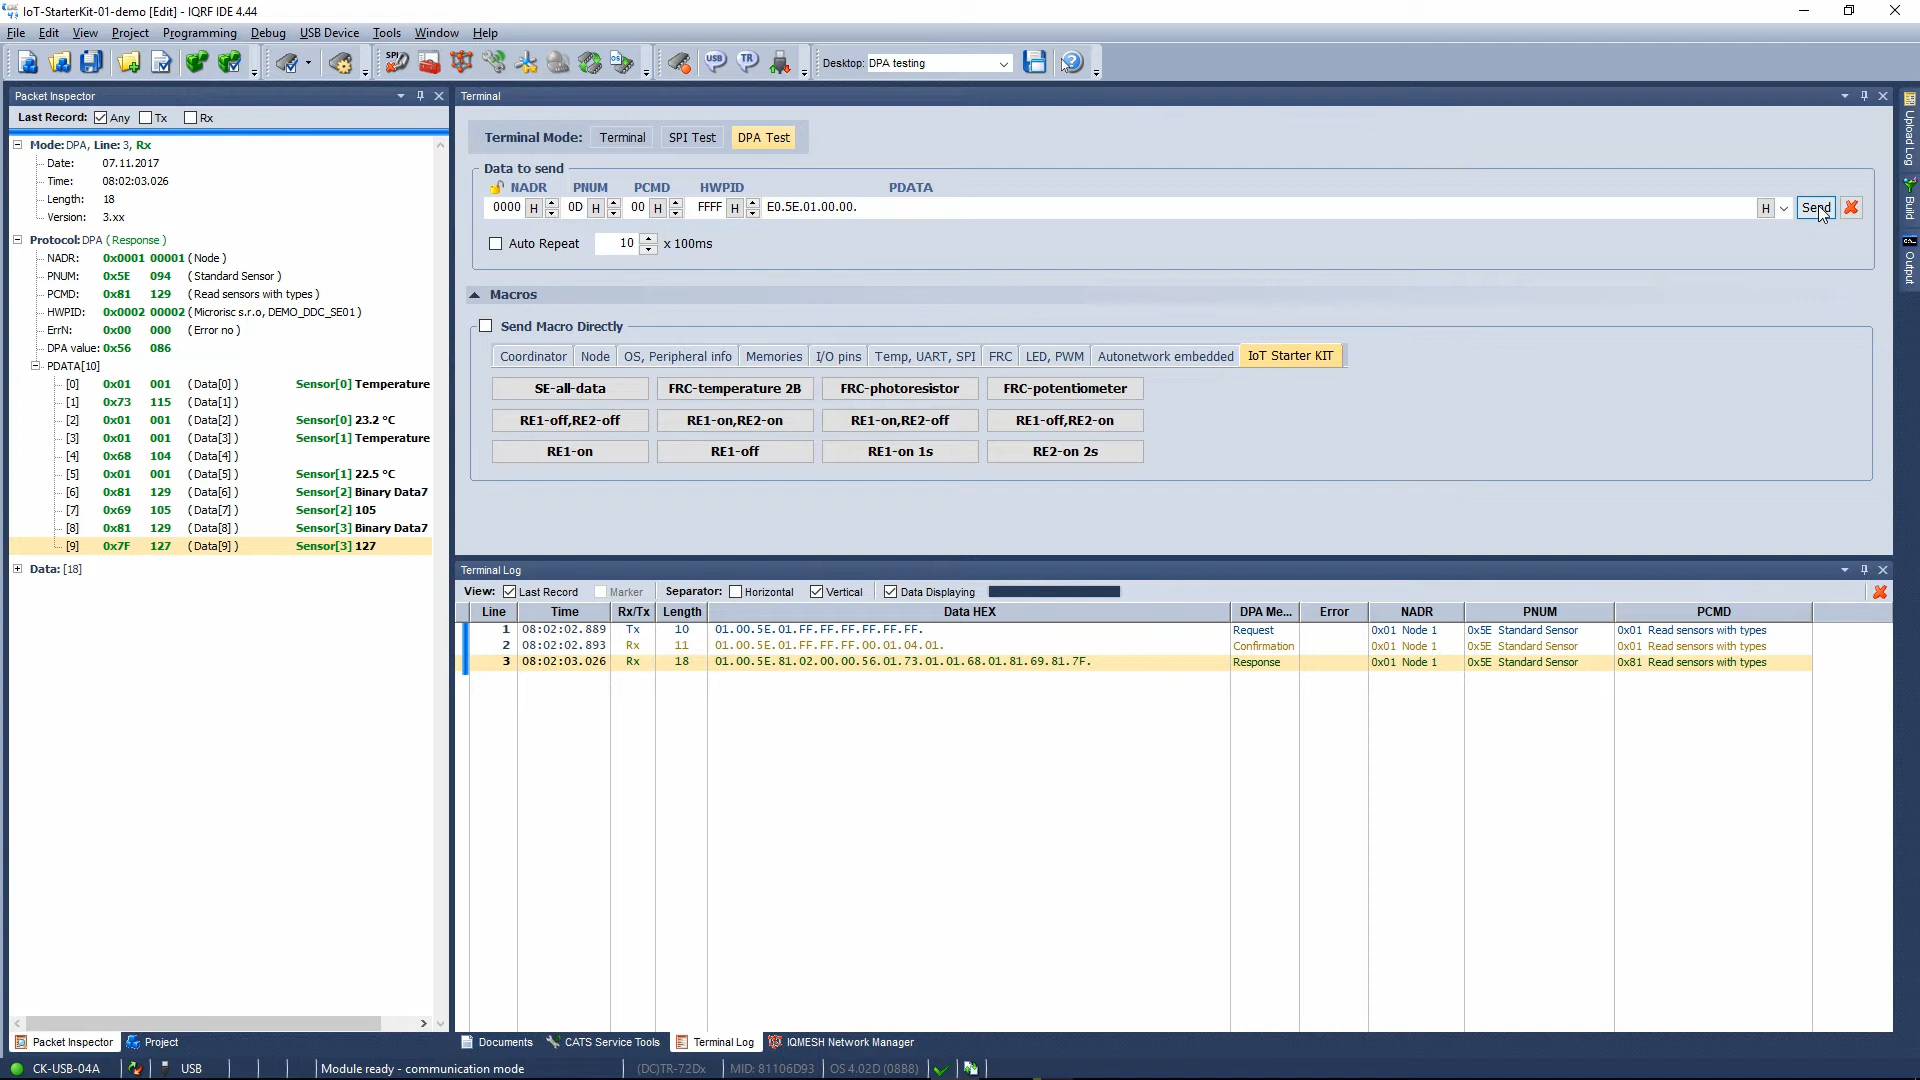 IoT-StarterKit-01-demo [Edit] - IQRF IDE 4.44
File Edit View Project Programming Debug USB Device Tools Window Help
Desktop: DPA testing
Packet Inspector
Last Record: Any Tx Rx
Mode: DPA, Line: 3, Rx
Date: 07.11.2017
Time: 08:02:03.026
Length: 18
Version: 3.xx
Protocol: DPA ( Response )
NADR: 0x0001 00001 ( Node )
PNUM: 0x5E 094 ( Standard Sensor )
PCMD: 0x81 129 ( Read sensors with types )
HWPID: 0x0002 00002 ( Microrisc s.r.o, DEMO_DDC_SE01 )
ErrN: 0x00 000 ( Error no )
DPA value: 0x56 086
PDATA[10]
[0] 0x01 001 ( Data[0] ) Sensor[0] Temperature
[1] 0x73 115 ( Data[1] )
[2] 0x01 001 ( Data[2] ) Sensor[0] 23.2 °C
[3] 0x01 001 ( Data[3] ) Sensor[1] Temperature
[4] 0x68 104 ( Data[4] )
[5] 0x01 001 ( Data[5] ) Sensor[1] 22.5 °C
[6] 0x81 129 ( Data[6] ) Sensor[2] Binary Data7
[7] 0x69 105 ( Data[7] ) Sensor[2] 105
[8] 0x81 129 ( Data[8] ) Sensor[3] Binary Data7
[9] 0x7F 127 ( Data[9] ) Sensor[3] 127
Data: [18]
Packet Inspector Project
Terminal
Terminal Mode: Terminal SPI Test DPA Test
Data to send
NADR PNUM PCMD HWPID PDATA
0000 H 0D H 00 H FFFF H E0.5E.01.00.00. H Send
Auto Repeat 10 x 100ms
Macros
Send Macro Directly
Coordinator Node OS, Peripheral info Memories I/O pins Temp, UART, SPI FRC LED, PWM Autonetwork embedded IoT Starter KIT
SE-all-data FRC-temperature 2B FRC-photoresistor FRC-potentiometer
RE1-off,RE2-off RE1-on,RE2-on RE1-on,RE2-off RE1-off,RE2-on
RE1-on RE1-off RE1-on 1s RE2-on 2s
Terminal Log
View: Last Record Marker Separator: Horizontal Vertical Data Displaying
Line Time Rx/Tx Length Data HEX DPA Me... Error NADR PNUM PCMD
1 08:02:02.889 Tx 10 01.00.5E.01.FF.FF.FF.FF.FF.FF. Request 0x01 Node 1 0x5E Standard Sensor 0x01 Read sensors with types
2 08:02:02.893 Rx 11 01.00.5E.01.FF.FF.FF.00.01.04.01. Confirmation 0x01 Node 1 0x5E Standard Sensor 0x01 Read sensors with types
3 08:02:03.026 Rx 18 01.00.5E.81.02.00.00.56.01.73.01.01.68.01.81.69.81.7F. Response 0x01 Node 1 0x5E Standard Sensor 0x81 Read sensors with types
Documents CATS Service Tools Terminal Log IQMESH Network Manager
Upload Log
Build
Output
CK-USB-04A USB Module ready - communication mode (DC)TR-72Dx MID: 81106D93 OS 4.02D (08B8)